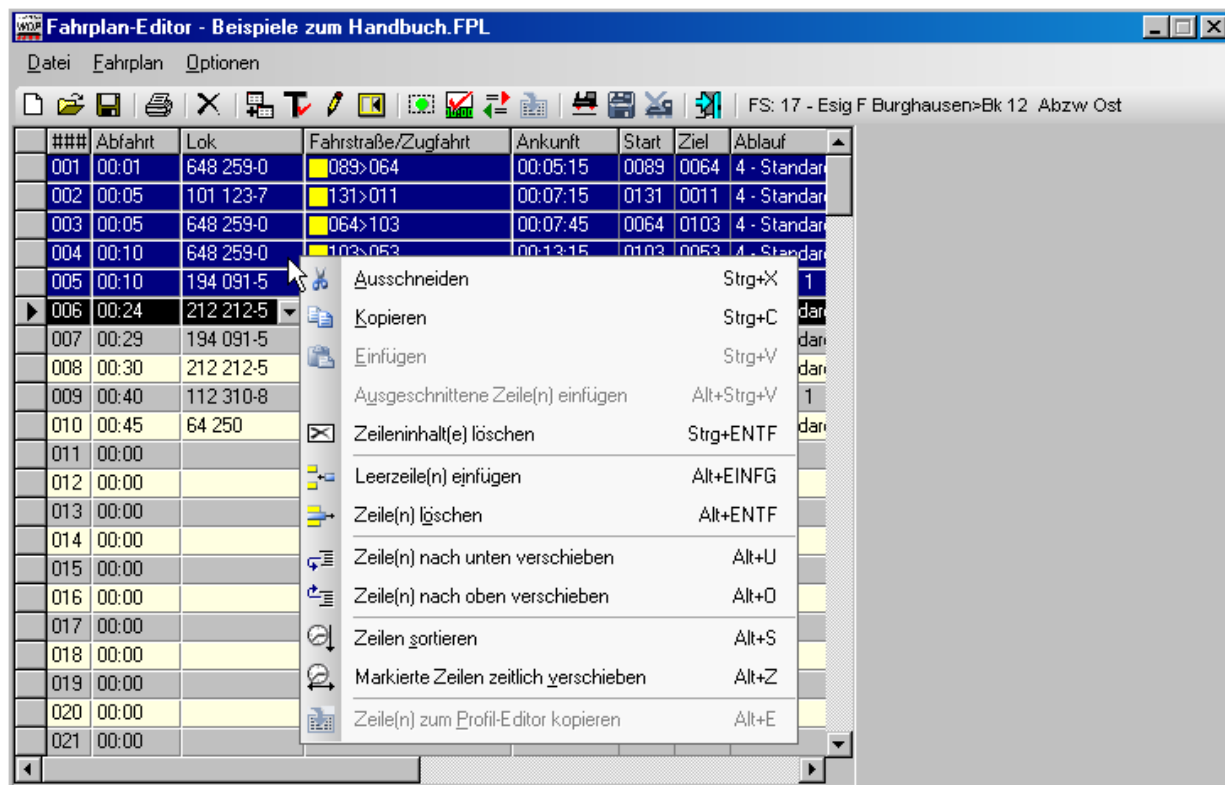 Fahrplan-Editor - Beispiele zum Handbuch.FPL
Datei Fahrplan Optionen
FS: 17 - Esig F Burghausen>Bk 12 Abzw Ost
### Abfahrt Lok Fahrstraße/Zugfahrt Ankunft Start Ziel Ablauf
001 00:01 648 259-0 089>064 00:05:15 0089 0064 4 - Standar
002 00:05 101 123-7 131>011 00:07:15 0131 0011 4 - Standar
003 00:05 648 259-0 064>103 00:07:45 0064 0103 4 - Standar
004 00:10 648 259-0 103>053 00:13:15 0103 0053 4 - Standar
005 00:10 194 091-5 1
006 00:24 212 212-5 dar
007 00:29 194 091-5 dar
008 00:30 212 212-5 dar
009 00:40 112 310-8 1
010 00:45 64 250 dar
011 00:00
012 00:00
013 00:00
014 00:00
015 00:00
016 00:00
017 00:00
018 00:00
019 00:00
020 00:00
021 00:00
Ausschneiden Strg+X
Kopieren Strg+C
Einfügen Strg+V
Ausgeschnittene Zeile(n) einfügen Alt+Strg+V
Zeileninhalt(e) löschen Strg+ENTF
Leerzeile(n) einfügen Alt+EINFG
Zeile(n) löschen Alt+ENTF
Zeile(n) nach unten verschieben Alt+U
Zeile(n) nach oben verschieben Alt+O
Zeilen sortieren Alt+S
Markierte Zeilen zeitlich verschieben Alt+Z
Zeile(n) zum Profil-Editor kopieren Alt+E